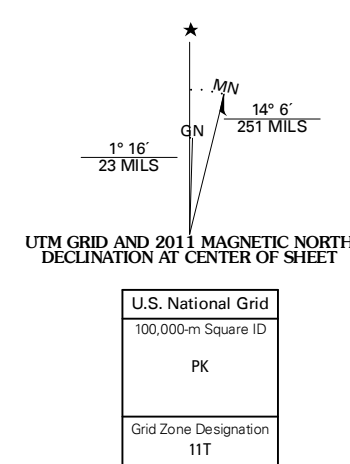 MN
GN
14° 6´
251 MILS
1° 16´
23 MILS
UTM GRID AND 2011 MAGNETIC NORTH
DECLINATION AT CENTER OF SHEET
U.S. National Grid
100,000-m Square ID
PK
Grid Zone Designation
11T